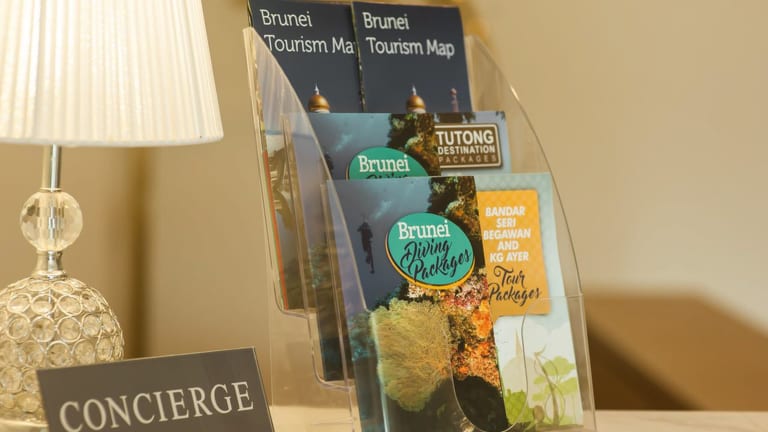 Brunei
Tourism Ma
Brunei
Tourism Map
TUTONG
DESTINATION
PACKAGES
Brunei
Brunei
Diving
Packages
BANDAR
SERI
BEGAWAN
AND
KG AYER
Tour
Packages
CONCIERGE